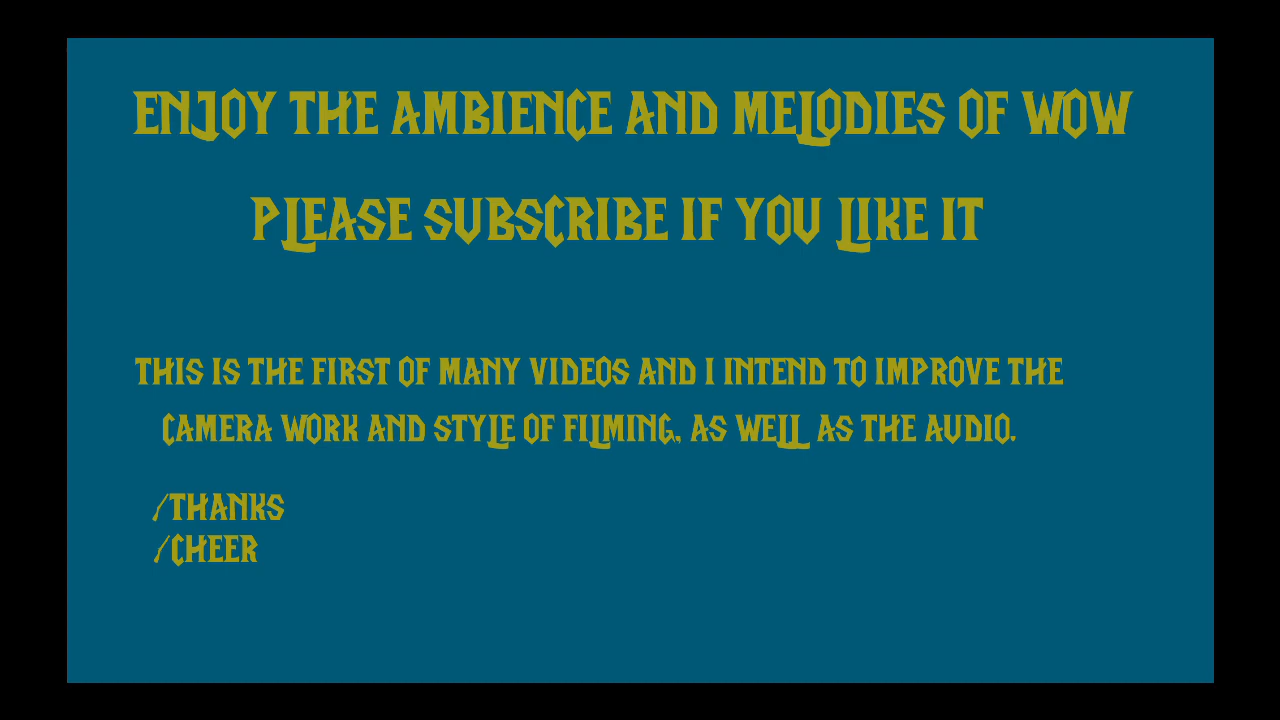 ENJOY THE AMBIENCE AND MELODIES OF WOW
PLEASE SUBSCRIBE IF YOU LIKE IT
THIS IS THE FIRST OF MANY VIDEOS AND I INTEND TO IMPROVE THE
CAMERA WORK AND STYLE OF FILMING, AS WELL AS THE AUDIO.
/THANKS
/CHEER